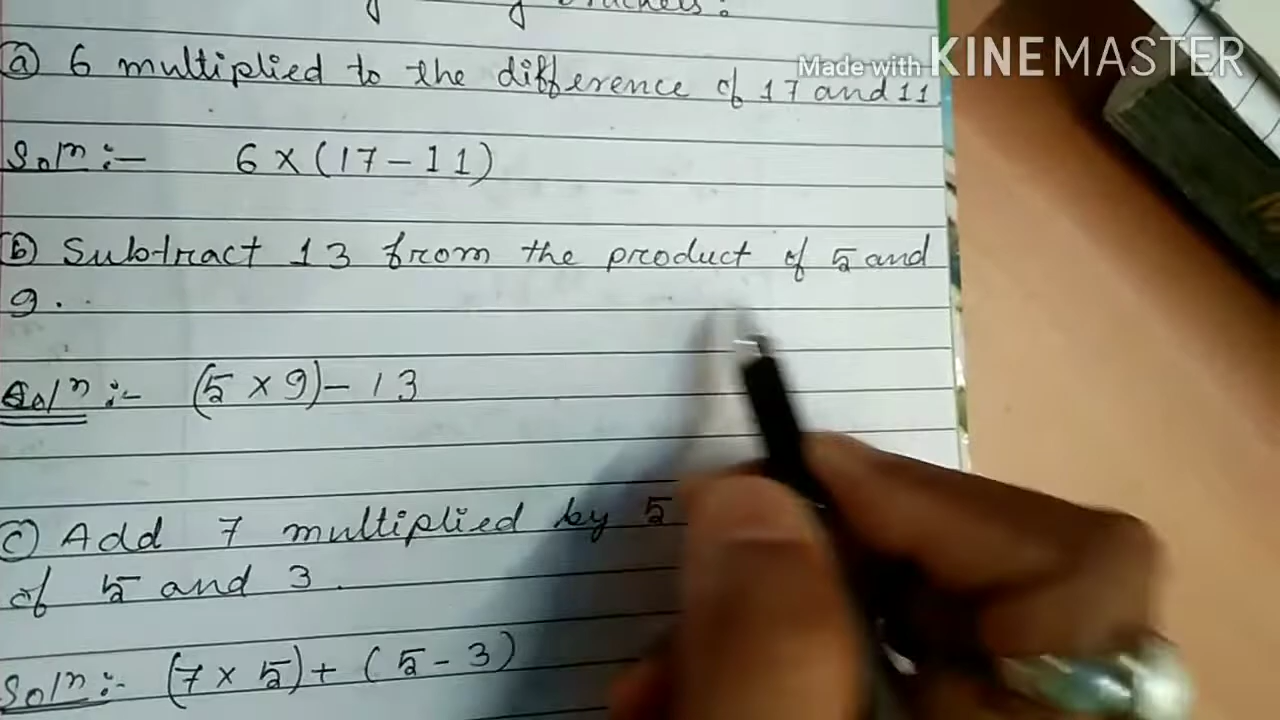 brackets:
Made with KINEMASTER
ⓐ 6 multiplied to the difference of 17 and 11
Solⁿ :- 6 × (17 - 11)
ⓑ Subtract 13 from the product of 5 and
9.
Solⁿ :- (5 × 9) - 13
ⓒ Add 7 multiplied by 5
of 5 and 3.
Solⁿ :- (7 × 5) + (5 - 3)